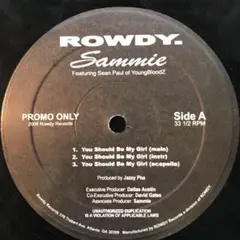 ROWDY.
Sammie
Featuring Sean Paul of YoungBloodZ
PROMO ONLY
2006 Rowdy Records
Side A
33 1/2 RPM
1. You Should Be My Girl (main)
2. You Should Be My Girl (instr)
3. You Should Be My Girl (acapella)
Produced by Jazzy Pha
Executive Producer: Dallas Austin
Co-Executive Producer: David Gates
Associate Producer: Sammie
UNAUTHORIZED DUPLICATION
IS A VIOLATION OF APPLICABLE LAWS